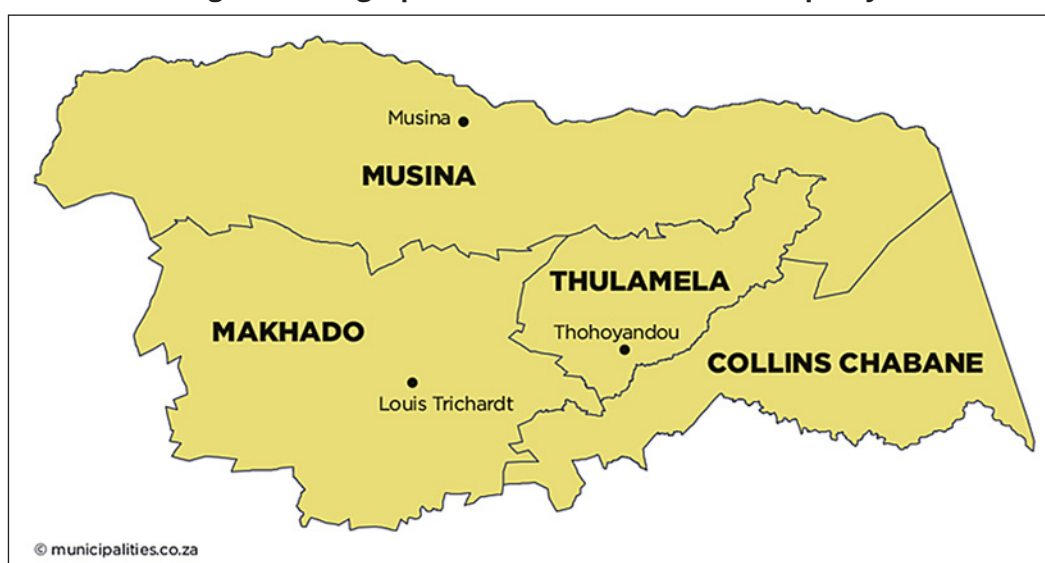 Musina
MUSINA
THULAMELA
Thohoyandou
MAKHADO
COLLINS CHABANE
Louis Trichardt
© municipalities.co.za